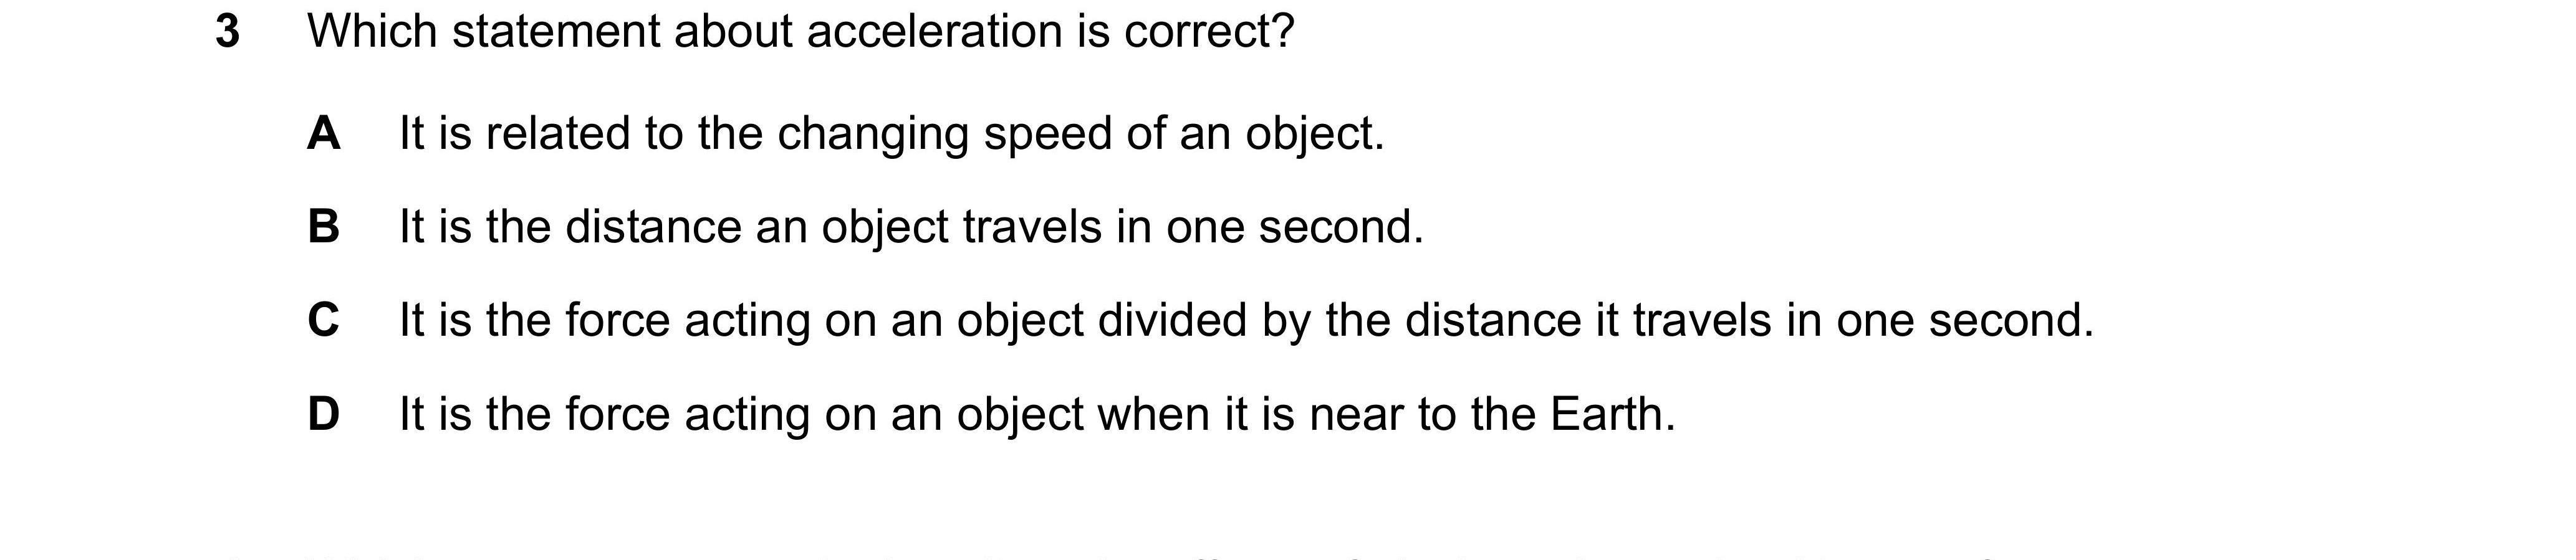 3 Which statement about acceleration is correct?
A It is related to the changing speed of an object.
B It is the distance an object travels in one second.
C It is the force acting on an object divided by the distance it travels in one second.
D It is the force acting on an object when it is near to the Earth.